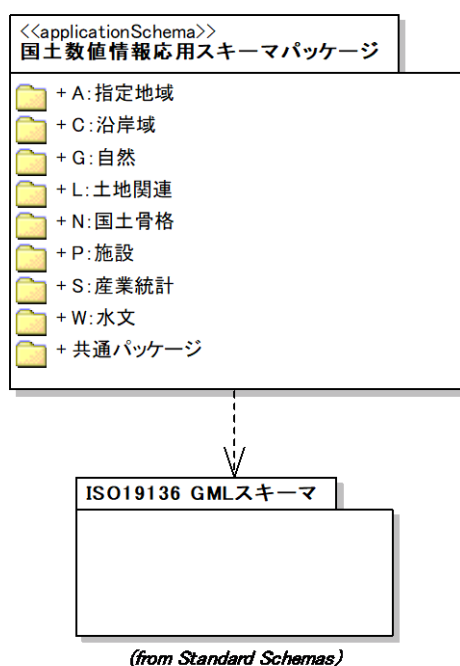 <<applicationSchema>>
国土数値情報応用スキーマパッケージ
+ A:指定地域
+ C:沿岸域
+ G:自然
+ L:土地関連
+ N:国土骨格
+ P:施設
+ S:産業統計
+ W:水文
+ 共通パッケージ
ISO19136 GMLスキーマ
(from Standard Schemas)